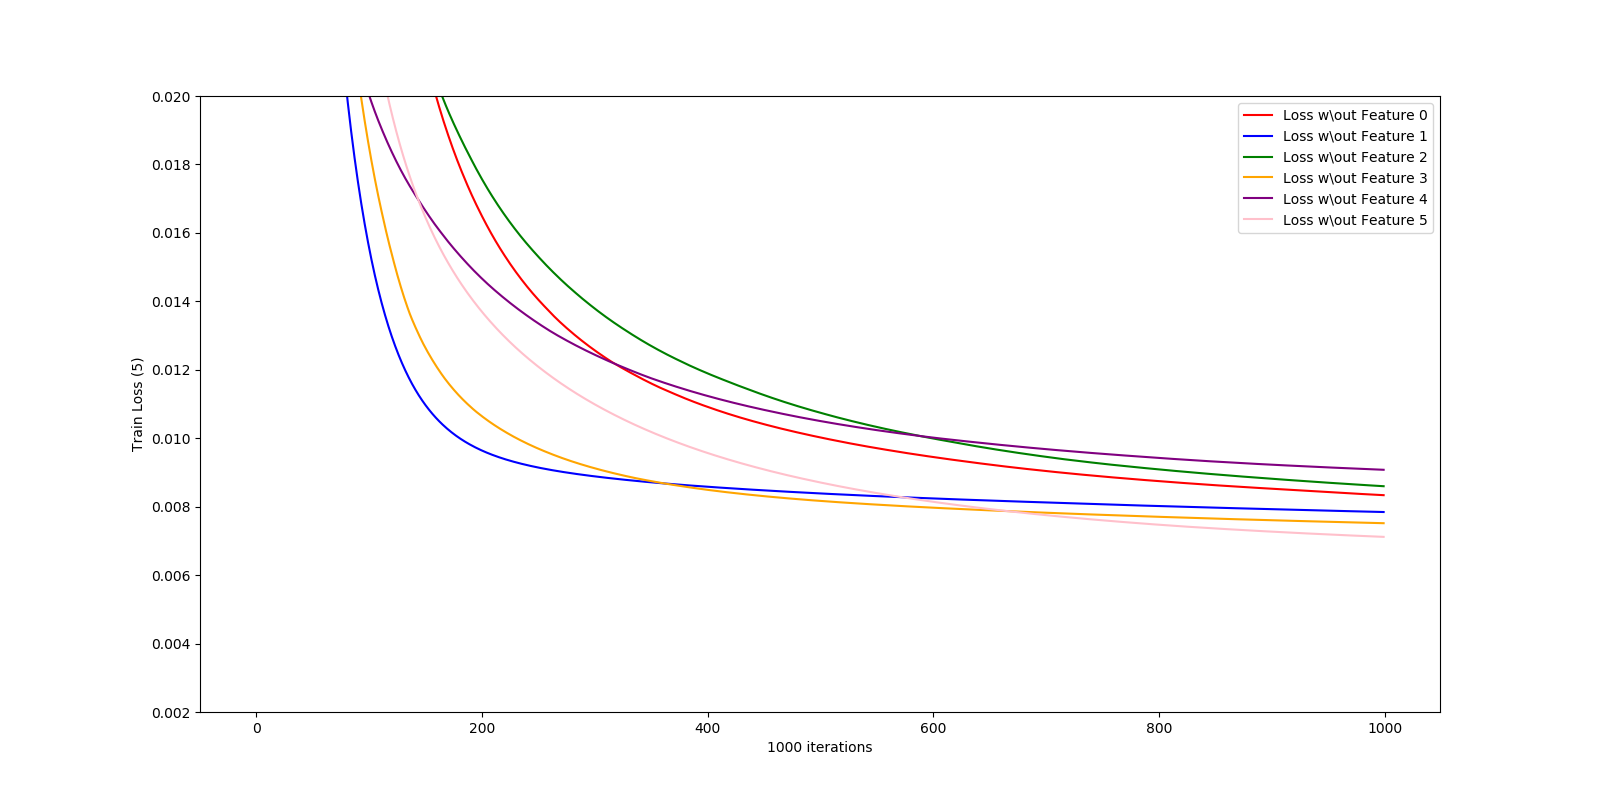 0.020
0.018
0.016
0.014
0.012
0.010
0.008
0.006
0.004
0.002
Train Loss (5)
0
200
400
600
800
1000
1000 iterations
Loss w\out Feature 0
Loss w\out Feature 1
Loss w\out Feature 2
Loss w\out Feature 3
Loss w\out Feature 4
Loss w\out Feature 5